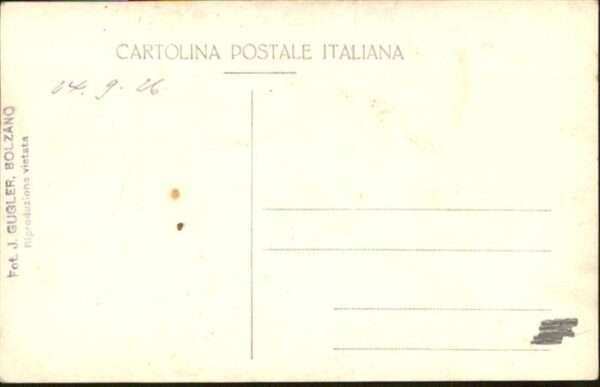 CARTOLINA POSTALE ITALIANA
04. 9. 26
Fot. J. GUGLER, BOLZANO
Riproduzione vietata